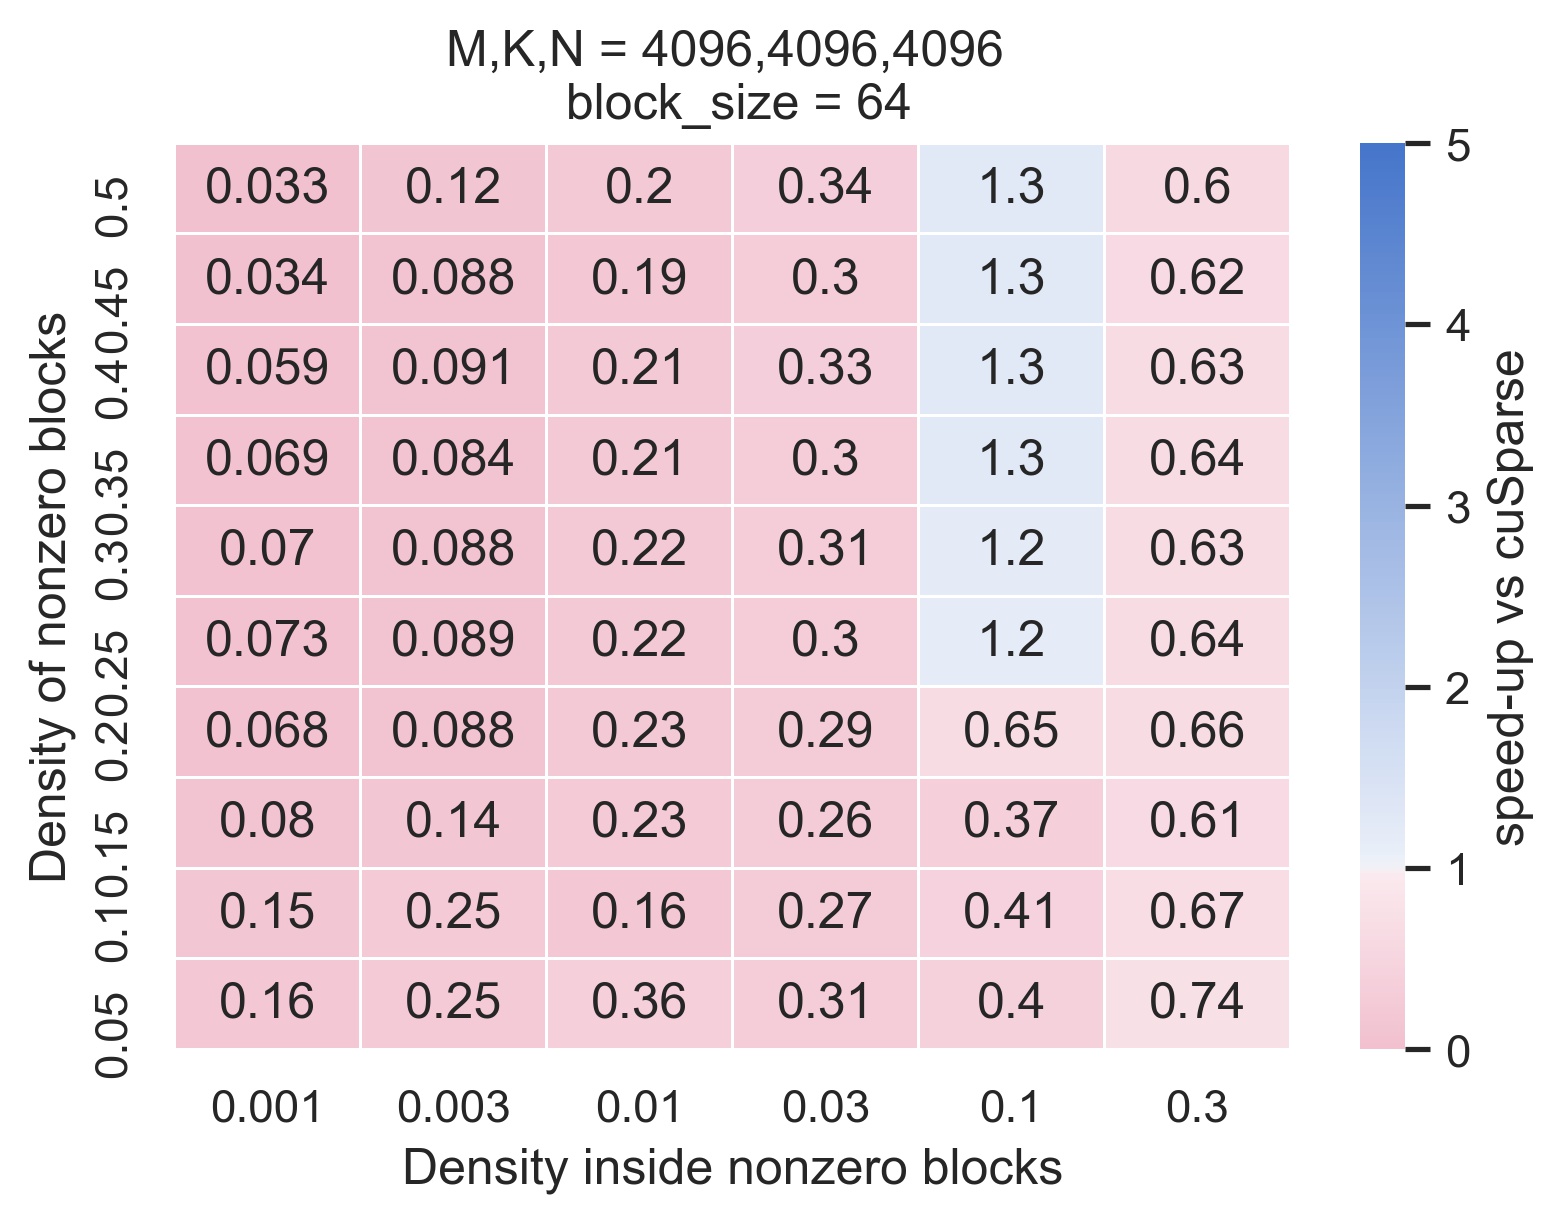 M,K,N = 4096,4096,4096
block_size = 64
Density of nonzero blocks
0.5 0.033 0.12 0.2 0.34 1.3 0.6
0.45 0.034 0.088 0.19 0.3 1.3 0.62
0.4 0.059 0.091 0.21 0.33 1.3 0.63
0.35 0.069 0.084 0.21 0.3 1.3 0.64
0.3 0.07 0.088 0.22 0.31 1.2 0.63
0.25 0.073 0.089 0.22 0.3 1.2 0.64
0.2 0.068 0.088 0.23 0.29 0.65 0.66
0.15 0.08 0.14 0.23 0.26 0.37 0.61
0.1 0.15 0.25 0.16 0.27 0.41 0.67
0.05 0.16 0.25 0.36 0.31 0.4 0.74
0.001 0.003 0.01 0.03 0.1 0.3
Density inside nonzero blocks
5
4
3
2
1
0
speed-up vs cuSparse